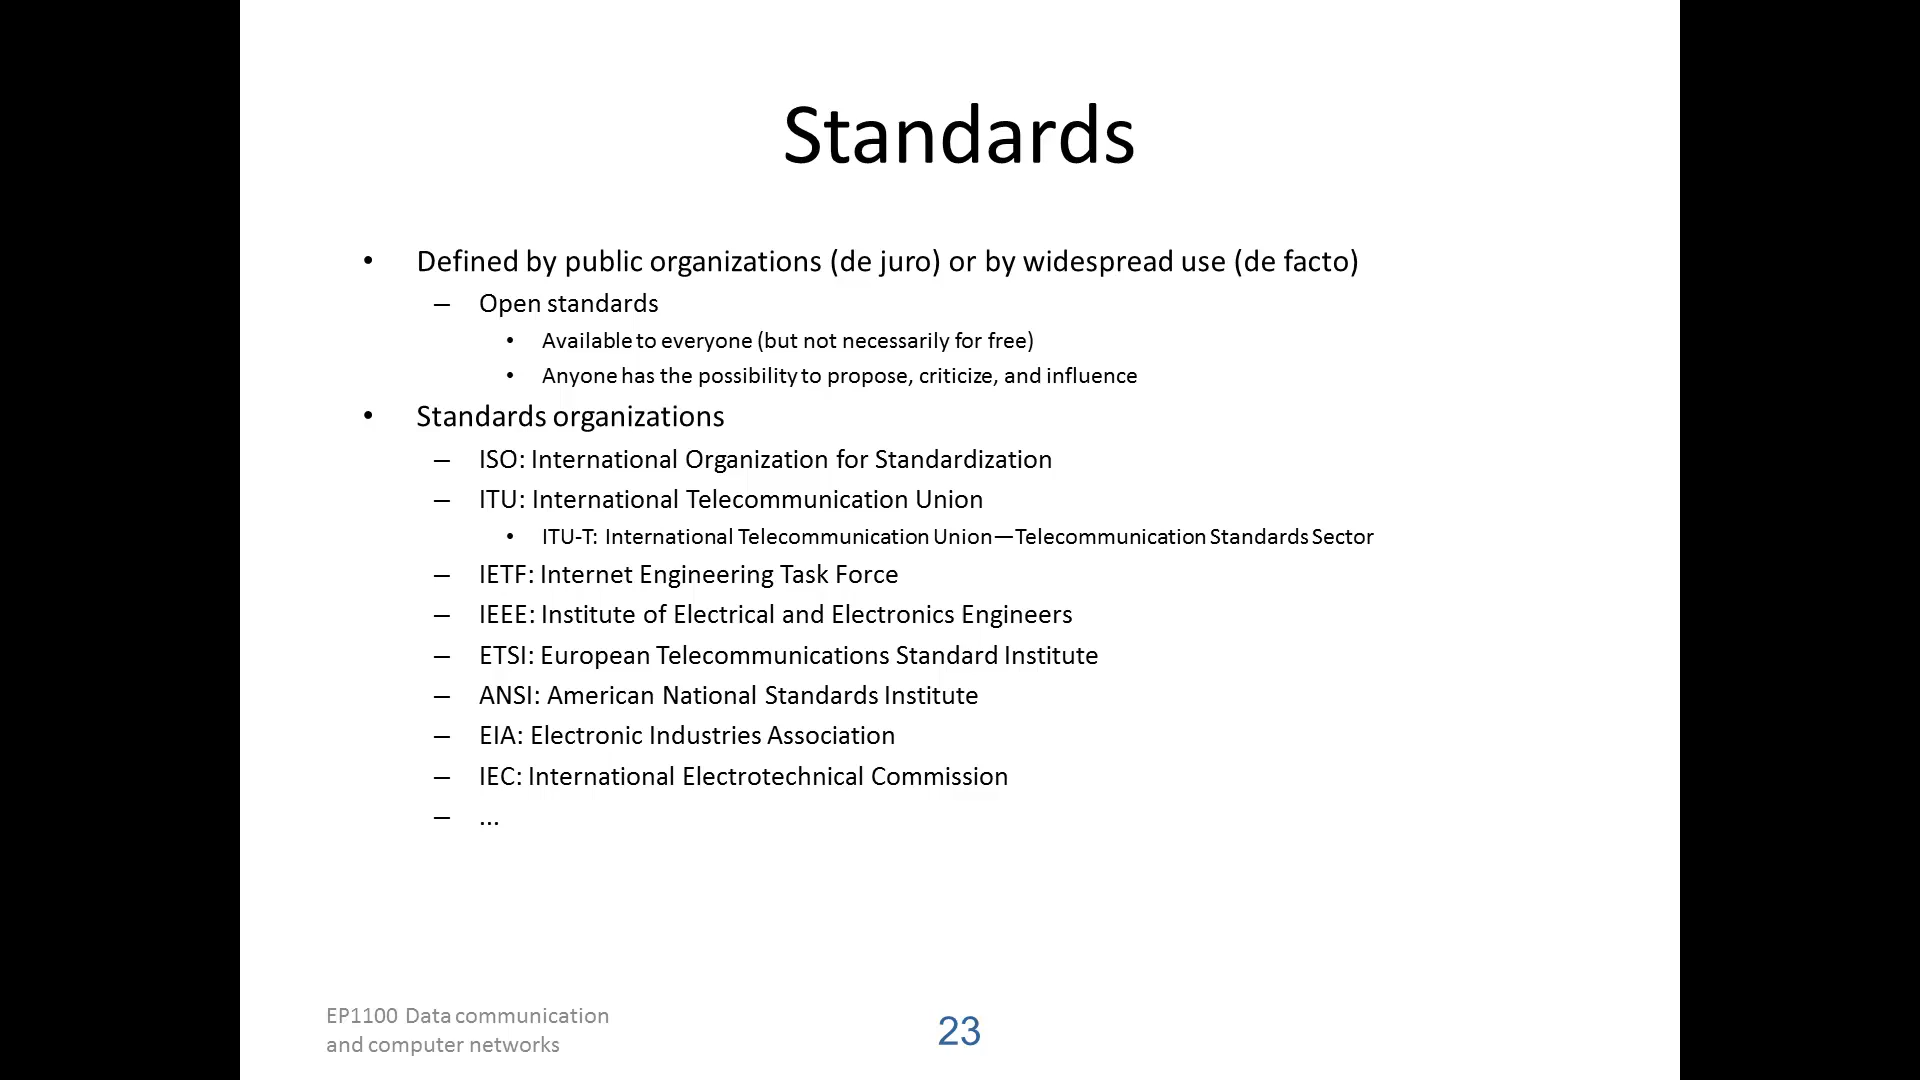 Standards
• Defined by public organizations (de juro) or by widespread use (de facto)
– Open standards
• Available to everyone (but not necessarily for free)
• Anyone has the possibility to propose, criticize, and influence
• Standards organizations
– ISO: International Organization for Standardization
– ITU: International Telecommunication Union
• ITU-T: International Telecommunication Union—Telecommunication Standards Sector
– IETF: Internet Engineering Task Force
– IEEE: Institute of Electrical and Electronics Engineers
– ETSI: European Telecommunications Standard Institute
– ANSI: American National Standards Institute
– EIA: Electronic Industries Association
– IEC: International Electrotechnical Commission
– ...
EP1100 Data communication
and computer networks
23